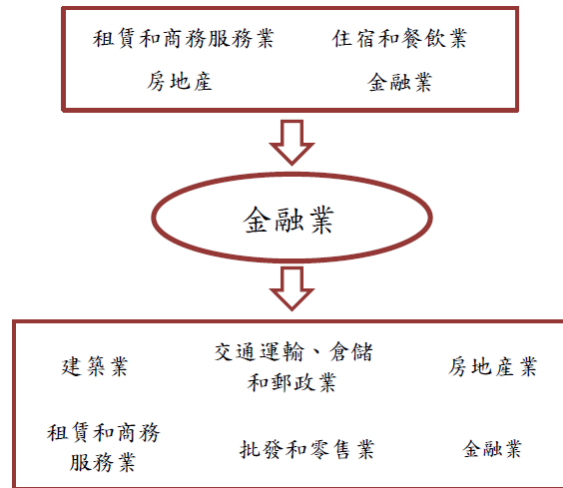 租賃和商務服務業
住宿和餐飲業
房地産
金融業
金融業
建築業
交通運輸、倉儲
和郵政業
房地産業
租賃和商務
服務業
批發和零售業
金融業